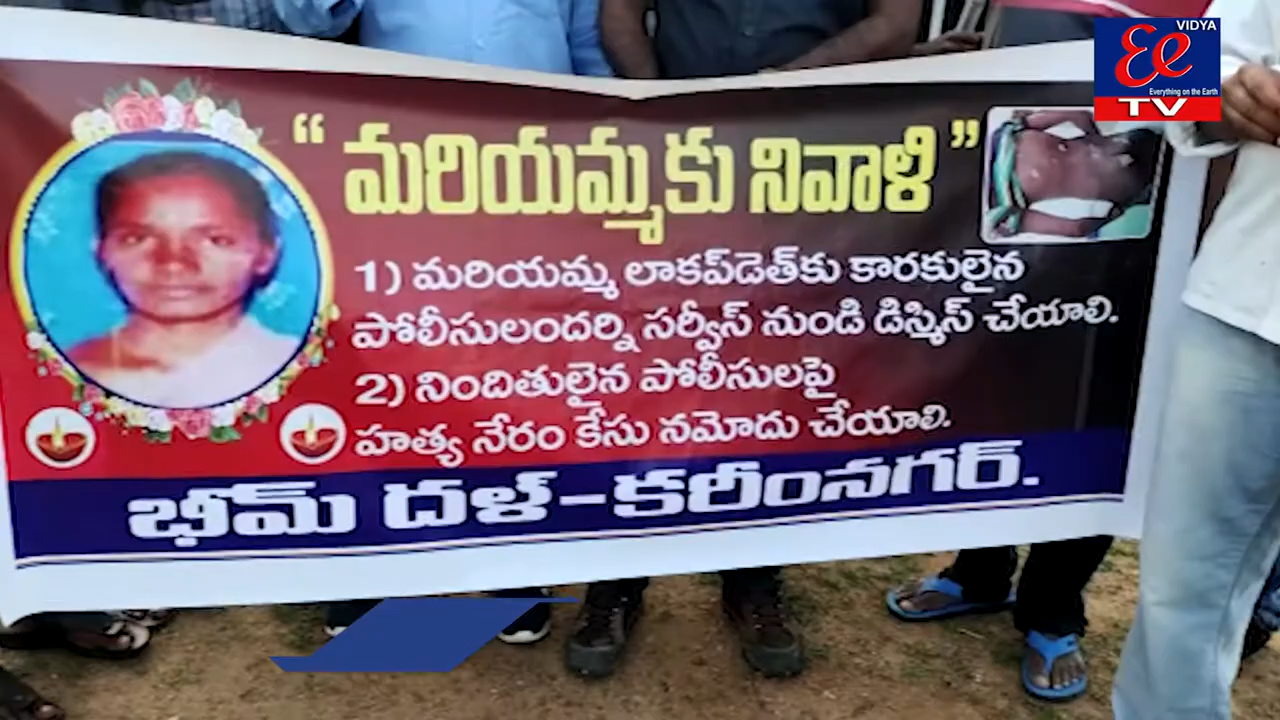 VIDYA
Ee
Everything on the Earth
TV
“ మరియమ్మకు నివాళి ”
1) మరియమ్మ లాకప్‌డెత్‌కు కారకులైన
పోలీసులందర్ని సర్వీస్ నుండి డిస్మిస్ చేయాలి.
2) నిందితులైన పోలీసులపై
హత్య నేరం కేసు నమోదు చేయాలి.
భీమ్ దళ్-కరీంనగర్.